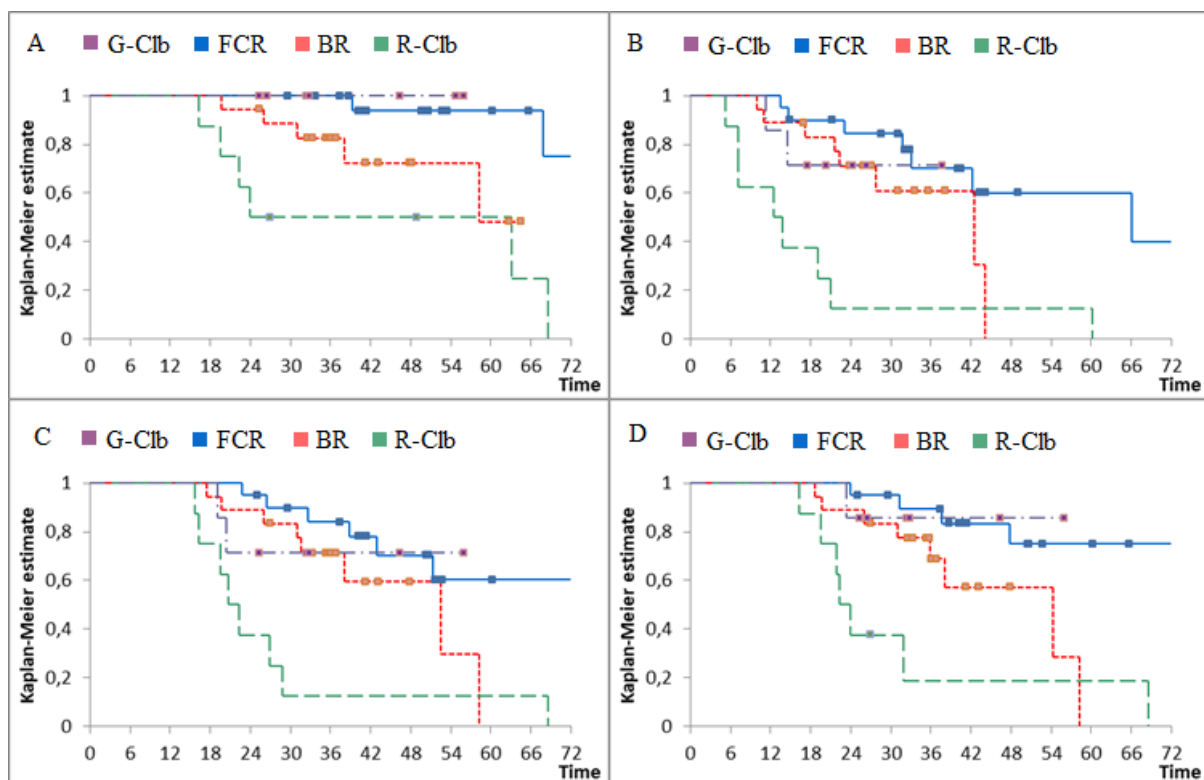 A G-Clb FCR BR R-Clb
Kaplan-Meier estimate
1
0,8
0,6
0,4
0,2
0
0 6 12 18 24 30 36 42 48 54 60 66 72
Time
B G-Clb FCR BR R-Clb
Kaplan-Meier estimate
1
0,8
0,6
0,4
0,2
0
0 6 12 18 24 30 36 42 48 54 60 66 72
Time
C G-Clb FCR BR R-Clb
Kaplan-Meier estimate
1
0,8
0,6
0,4
0,2
0
0 6 12 18 24 30 36 42 48 54 60 66 72
Time
D G-Clb FCR BR R-Clb
Kaplan-Meier estimate
1
0,8
0,6
0,4
0,2
0
0 6 12 18 24 30 36 42 48 54 60 66 72
Time